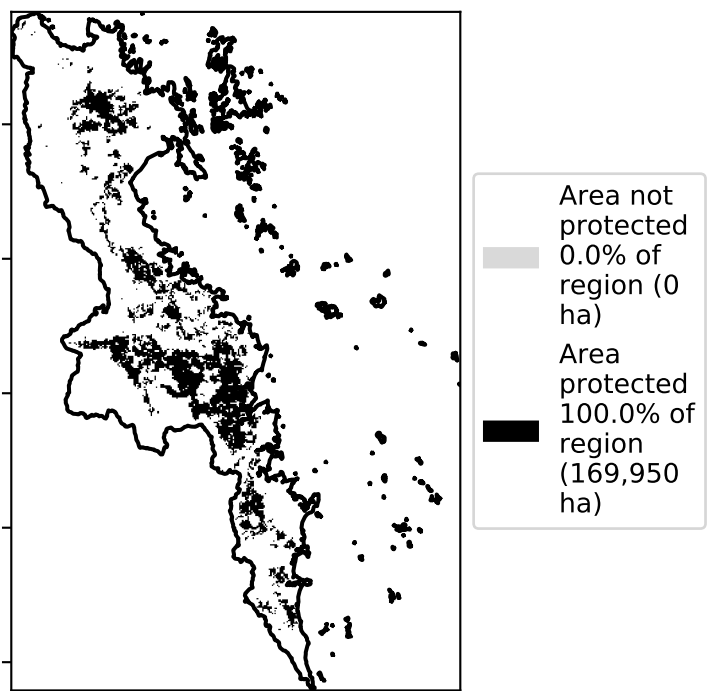 Area not
protected
0.0% of
region (0
ha)
Area
protected
100.0% of
region
(169,950
ha)